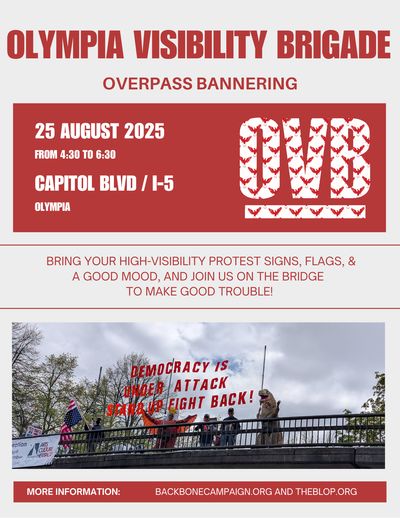 OLYMPIA VISIBILITY BRIGADE
OVERPASS BANNERING
25 AUGUST 2025
FROM 4:30 TO 6:30
CAPITOL BLVD / I-5
OLYMPIA
OVB
BRING YOUR HIGH-VISIBILITY PROTEST SIGNS, FLAGS, &
A GOOD MOOD, AND JOIN US ON THE BRIDGE
TO MAKE GOOD TROUBLE!
DEMOCRACY IS
UNDER ATTACK
STAND UP FIGHT BACK!
MORE INFORMATION: BACKBONECAMPAIGN.ORG AND THEBLOP.ORG